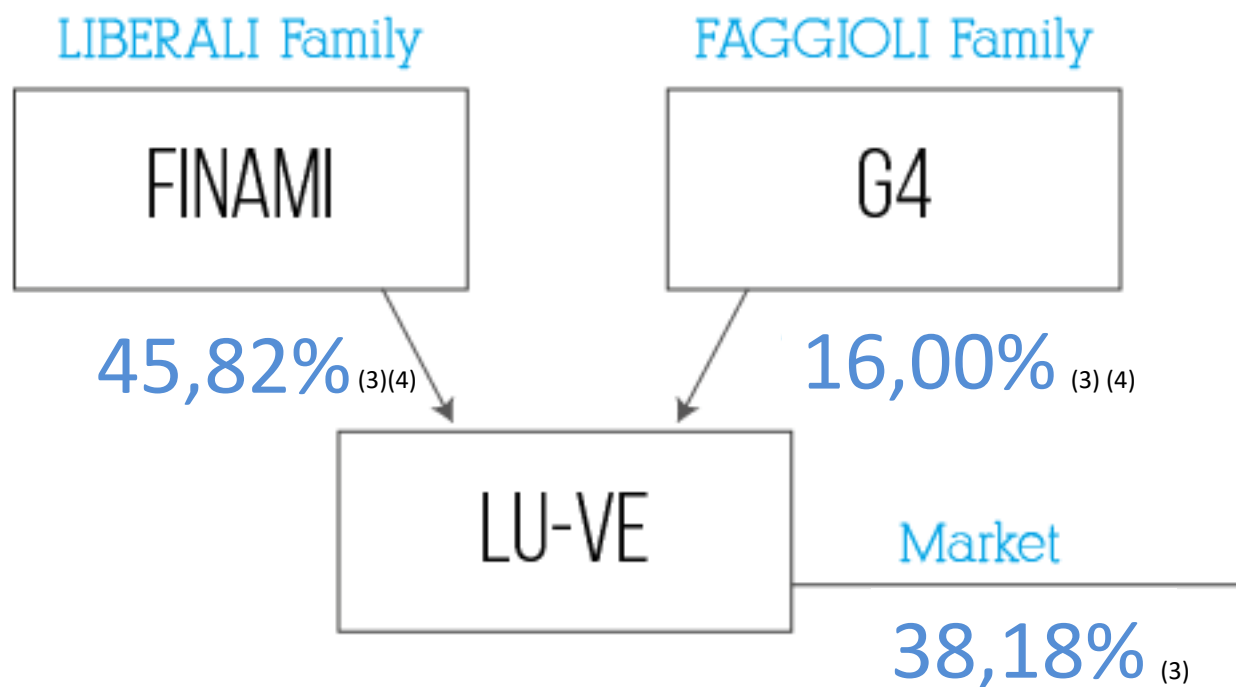 LIBERALI Family
FAGGIOLI Family
FINAMI
G4
45,82% (3)(4)
16,00% (3) (4)
LU-VE
Market
38,18% (3)